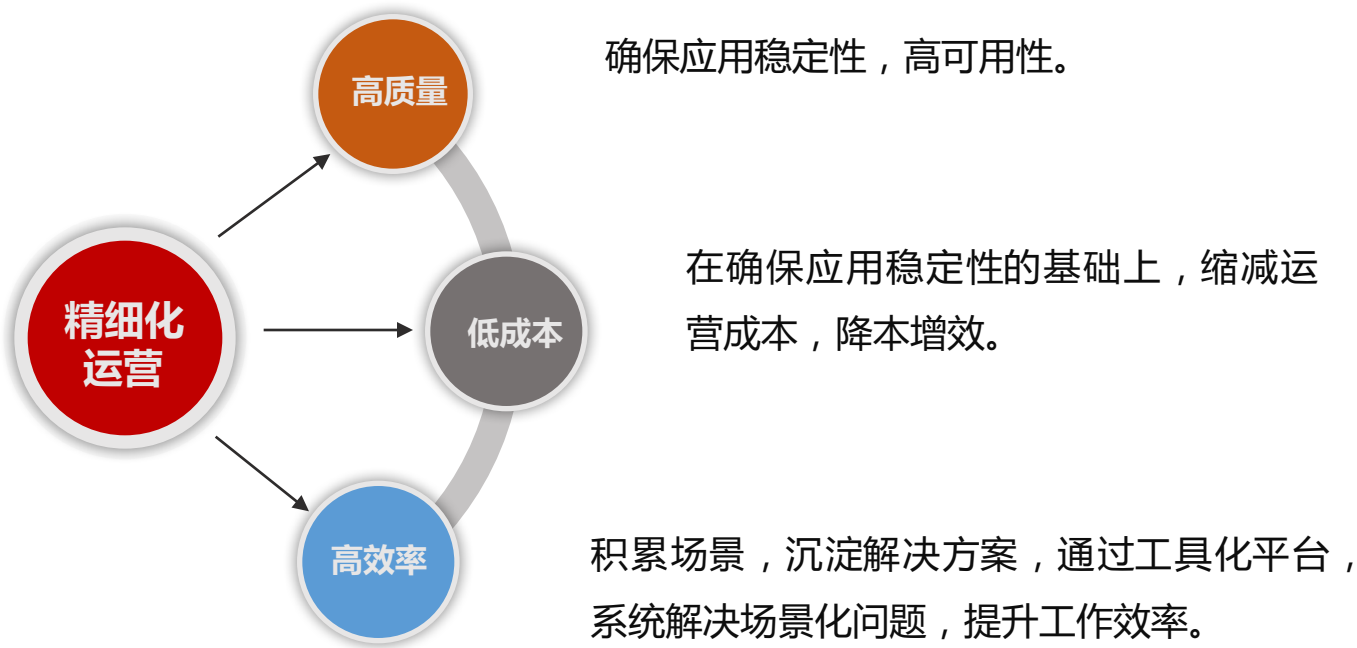 高质量
确保应用稳定性，高可用性。
精细化
运营
低成本
在确保应用稳定性的基础上，缩减运
营成本，降本增效。
高效率
积累场景，沉淀解决方案，通过工具化平台，
系统解决场景化问题，提升工作效率。